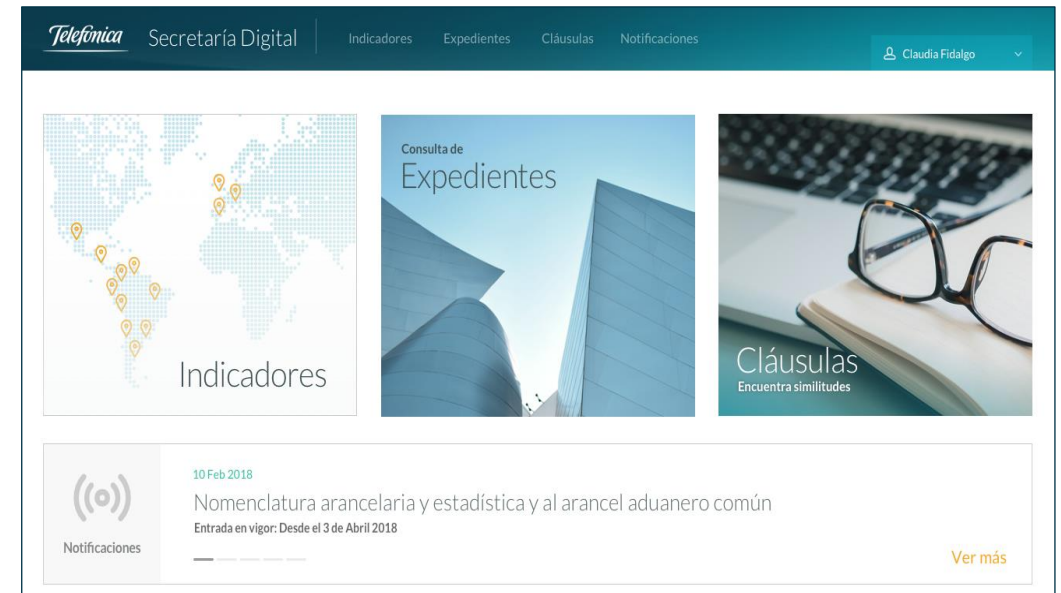 Telefónica
Secretaría Digital
Indicadores
Expedientes
Cláusulas
Notificaciones
Claudia Fidalgo
Indicadores
Consulta de
Expedientes
Cláusulas
Encuentra similitudes
Notificaciones
10 Feb 2018
Nomenclatura arancelaria y estadística y al arancel aduanero común
Entrada en vigor: Desde el 3 de Abril 2018
Ver más